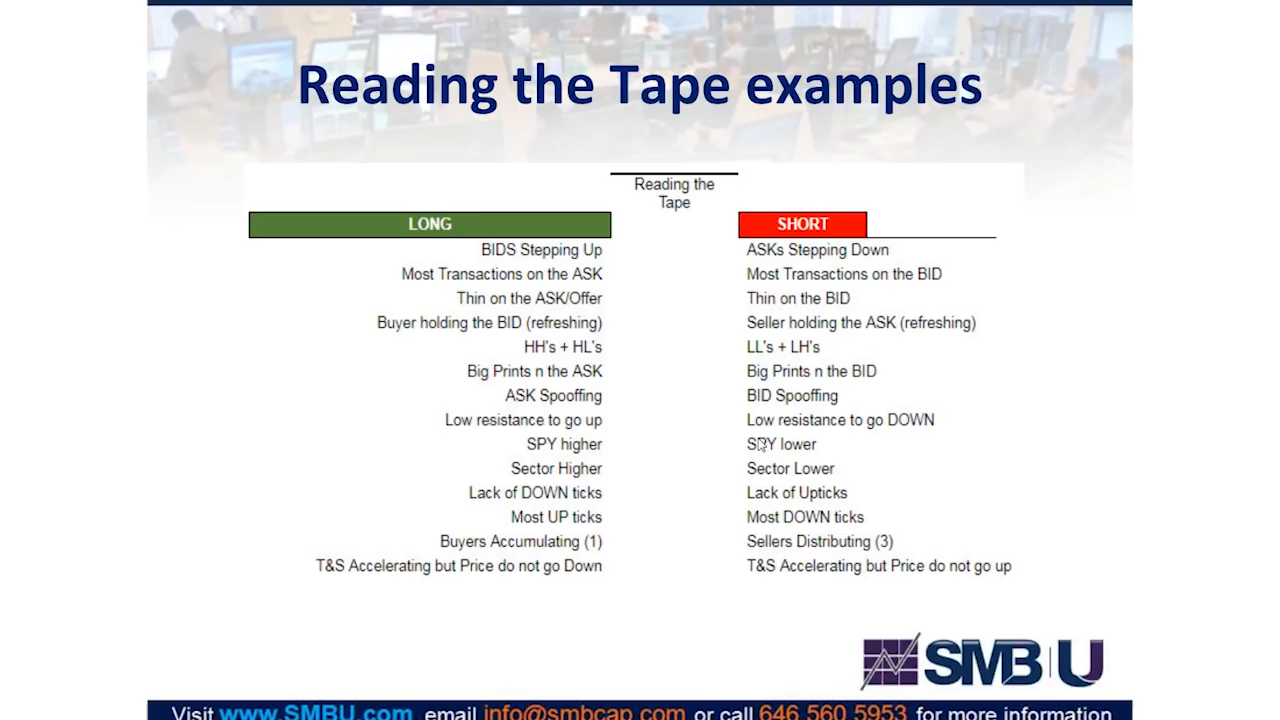 Reading the Tape examples
Reading the
Tape
LONG SHORT
BIDS Stepping Up ASKs Stepping Down
Most Transactions on the ASK Most Transactions on the BID
Thin on the ASK/Offer Thin on the BID
Buyer holding the BID (refreshing) Seller holding the ASK (refreshing)
HH's + HL's LL's + LH's
Big Prints n the ASK Big Prints n the BID
ASK Spooffing BID Spooffing
Low resistance to go up Low resistance to go DOWN
SPY higher SPY lower
Sector Higher Sector Lower
Lack of DOWN ticks Lack of Upticks
Most UP ticks Most DOWN ticks
Buyers Accumulating (1) Sellers Distributing (3)
T&S Accelerating but Price do not go Down T&S Accelerating but Price do not go up
SMB U
Visit www.SMBU.com email info@smbcap.com or call 646.560.5953 for more information